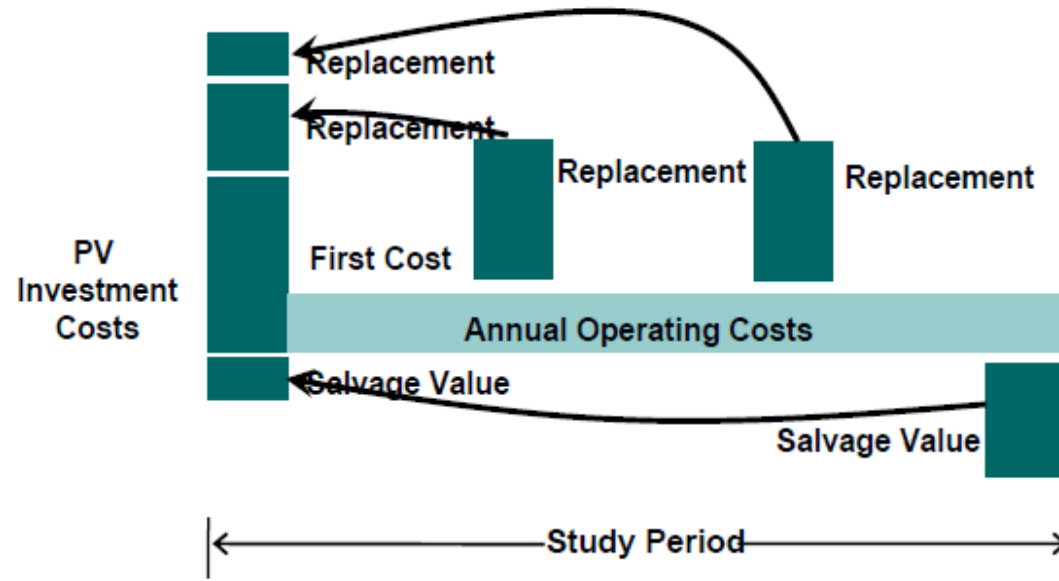 Replacement
Replacement
Replacement
Replacement
PV
Investment
Costs
First Cost
Annual Operating Costs
Salvage Value
Salvage Value
Study Period